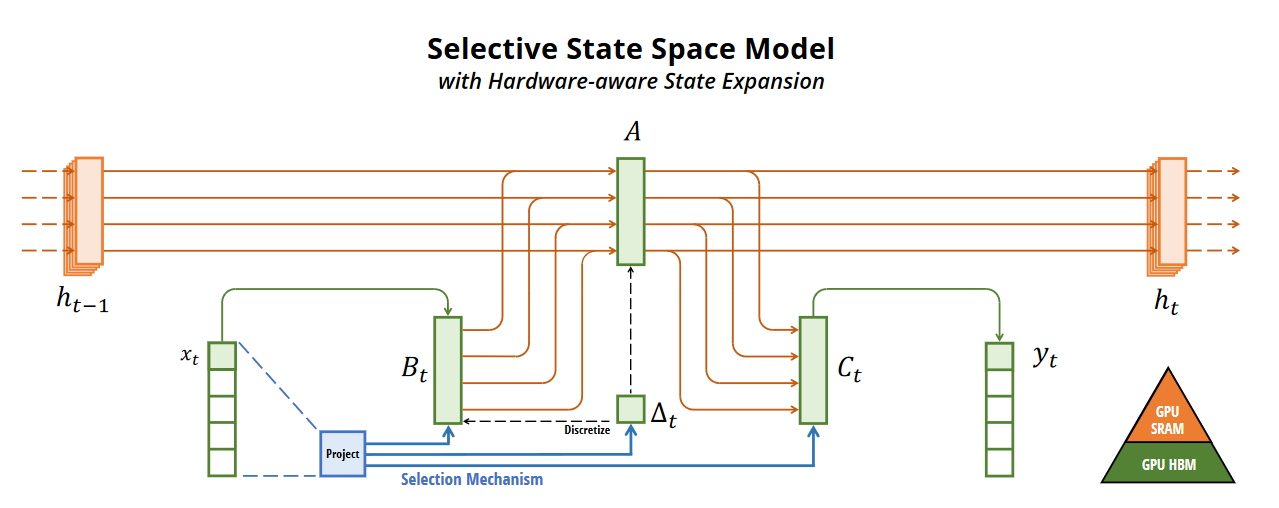 Selective State Space Model
with Hardware-aware State Expansion
A
h_{t-1}
h_t
x_t
B_t
C_t
y_t
Δ_t
Discretize
Project
Selection Mechanism
GPU
SRAM
GPU HBM